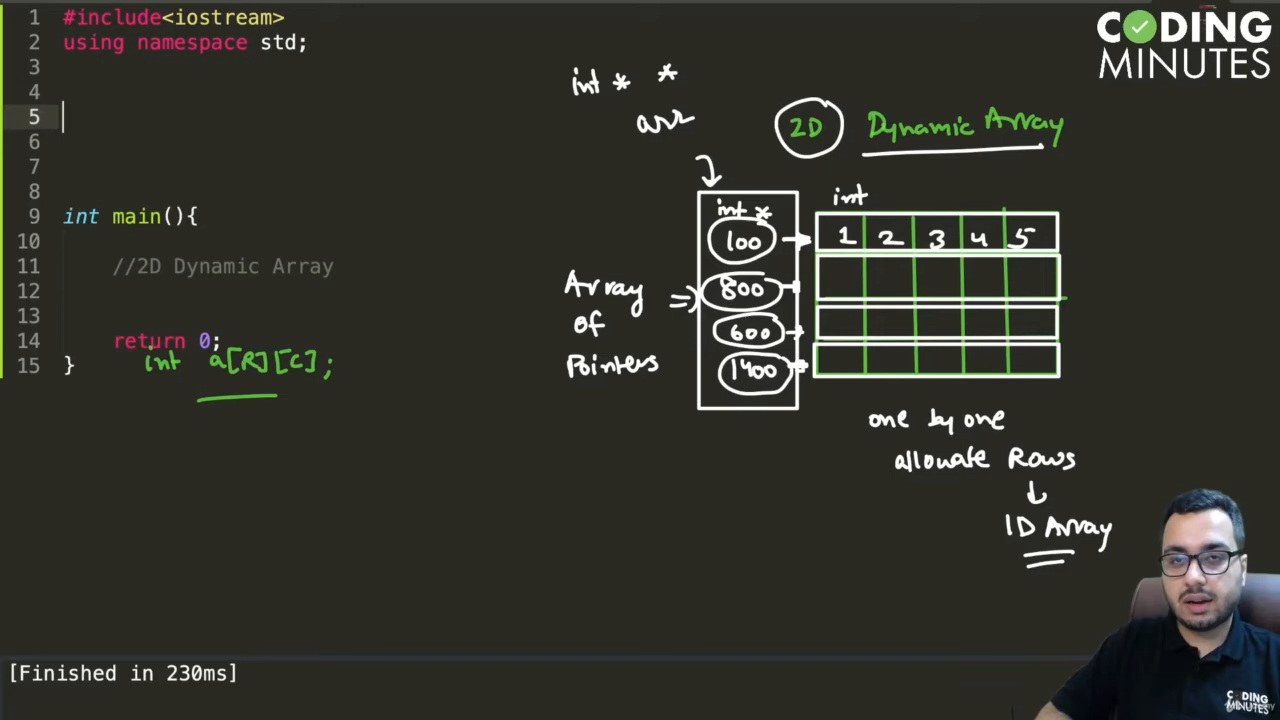 1 #include<iostream>
2 using namespace std;
3
4
5
6
7
8
9 int main(){
10
11 //2D Dynamic Array
12
13
14 return 0;
15 }
int a[R][C];
int * *
arr
2D Dynamic Array
int *
int
100
1 2 3 4 5
800
600
1400
Array
of
Pointers
=>
one by one
allocate Rows
1D Array
CODING
MINUTES
[Finished in 230ms]
CODING
MINUTES